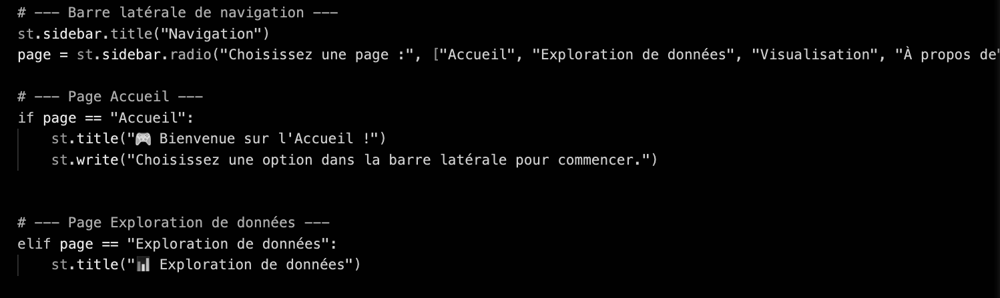 # --- Barre latérale de navigation ---
st.sidebar.title("Navigation")
page = st.sidebar.radio("Choisissez une page :", ["Accueil", "Exploration de données", "Visualisation", "À propos de"
# --- Page Accueil ---
if page == "Accueil":
st.title("🎮 Bienvenue sur l'Accueil !")
st.write("Choisissez une option dans la barre latérale pour commencer.")
# --- Page Exploration de données ---
elif page == "Exploration de données":
st.title("📊 Exploration de données")